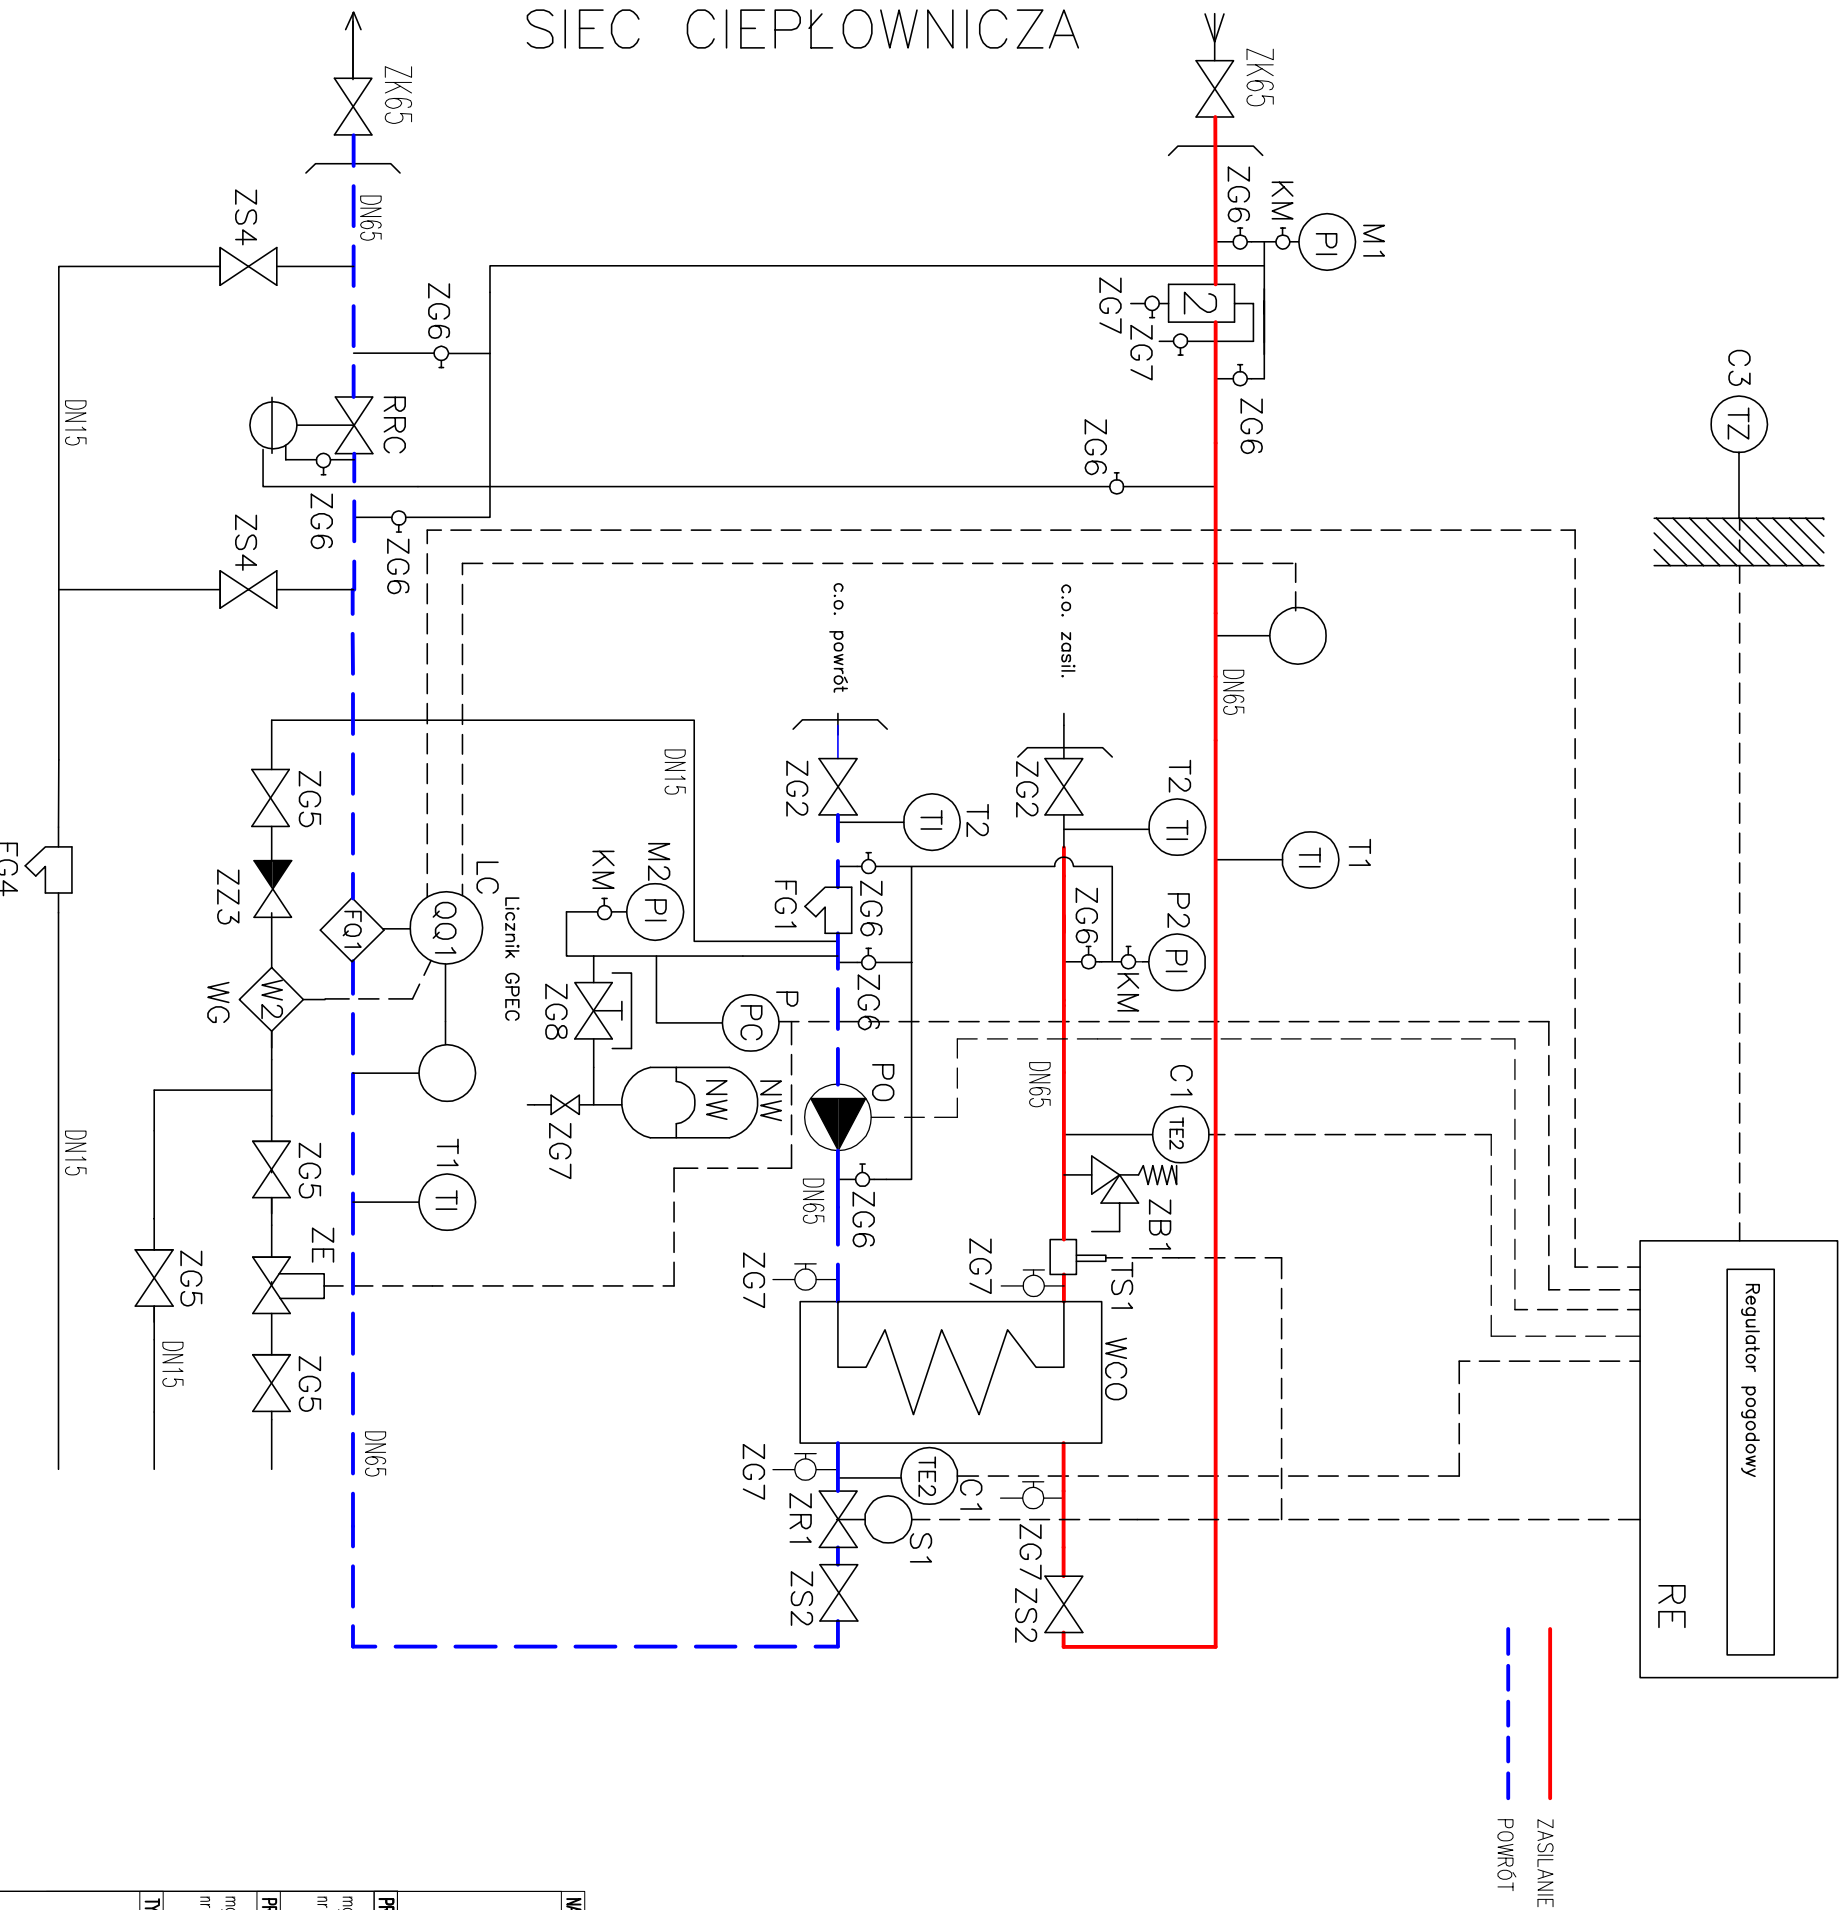 SIEC CIEPŁOWNICZA
ZK65
ZK65
DN65
ZS4
ZG6
KM
M1
PI
2
ZG7
ZG7
ZG6
ZG6
C3
TZ
RRC
DN15
ZG6
ZG6
ZG6
ZS4
c.o. powrót
c.o. zasil.
DN65
DN15
ZG5
ZG2
T2
TI
ZG2
T2
TI
T1
TI
ZZ3
FG4
LC
Licznik GPEC
QQ1
FQ1
W2
WG
KM
M2
PI
FG1
ZG6
ZG6
P2
PI
KM
ZG6
ZG8
P
PC
PO
NW
NW
ZG7
DN65
C1
TE2
ZB1
TS1
ZG6
DN65
T1
TI
ZG5
ZE
ZG5
DN15
DN15
ZG5
DN65
ZG7
ZG7
WCO
ZG7
C1
TE2
ZR1
S1
ZG7
ZS2
ZS2
Regulator pogodowy
RE
ZASILANIE
POWRÓT